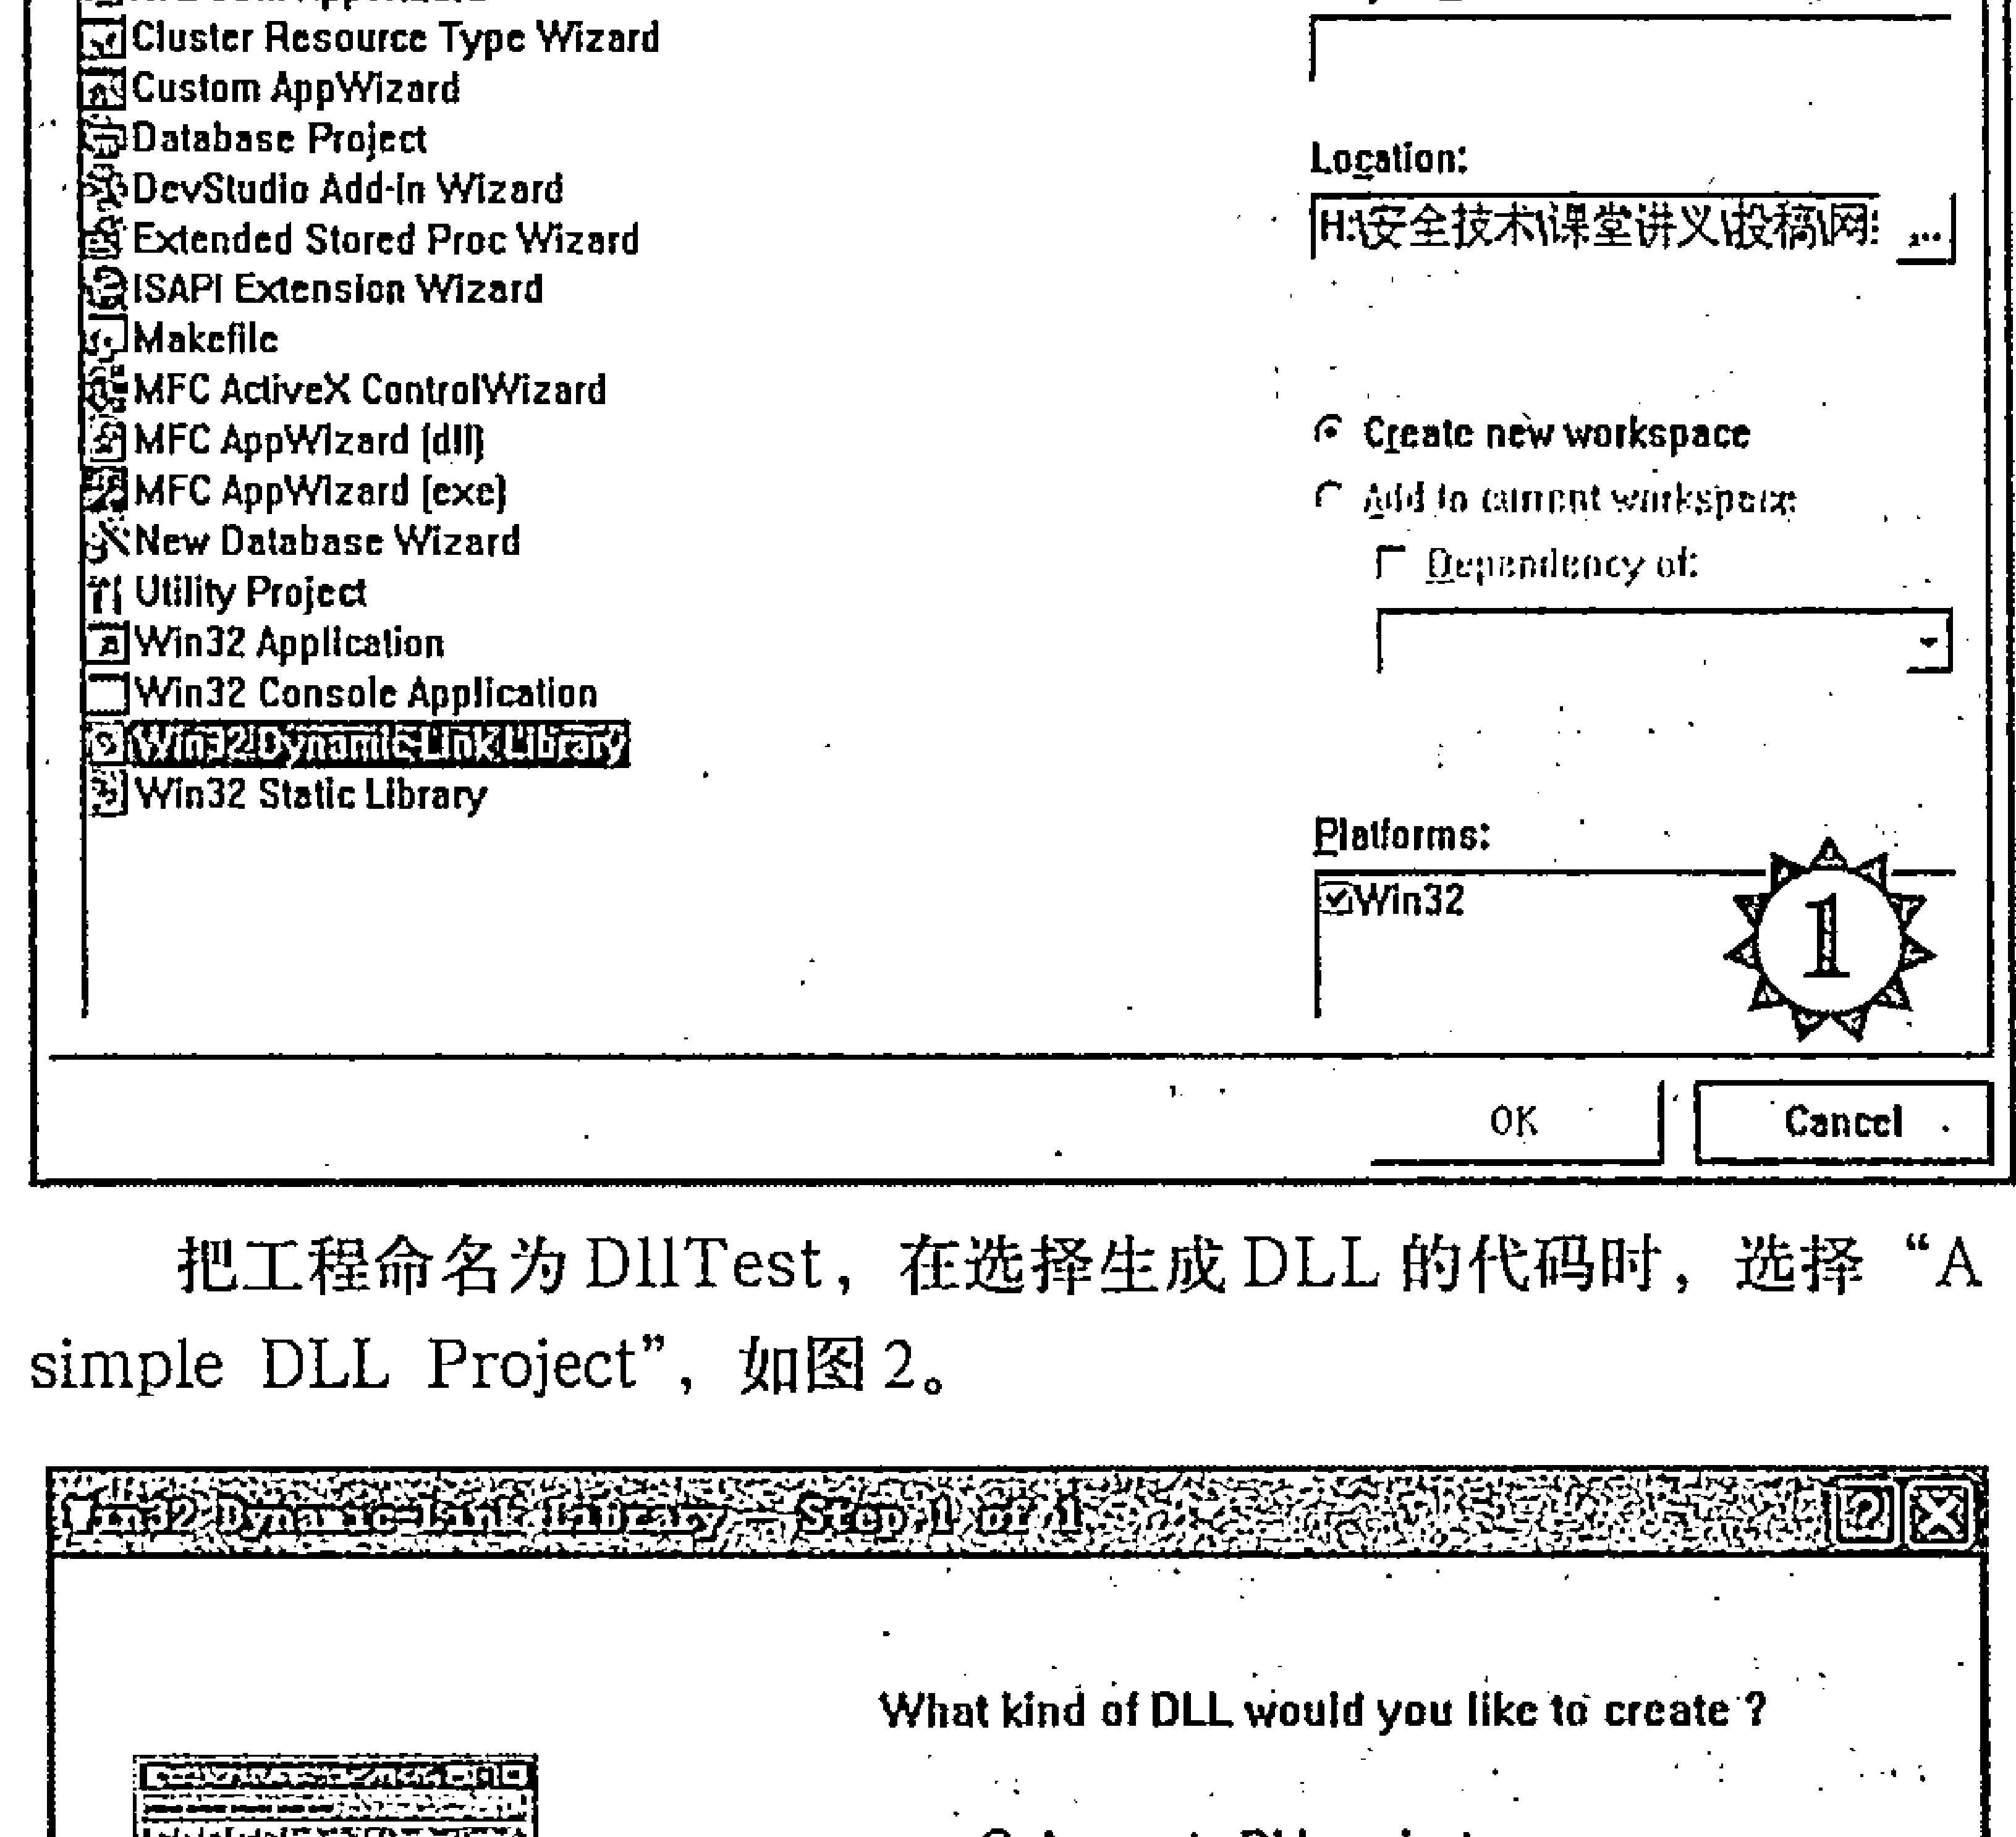 Cluster Resource Type Wizard
Custom AppWizard
Database Project
DevStudio Add-in Wizard
Extended Stored Proc Wizard
ISAPI Extension Wizard
Makefile
MFC ActiveX ControlWizard
MFC AppWizard (dll)
MFC AppWizard (exe)
New Database Wizard
Utility Project
Win32 Application
Win32 Console Application
Win32 Dynamic-Link Library
Win32 Static Library
Location:
H:\安全技术\课堂讲义\投稿\网
...
Create new workspace
Add to current workspace
Dependency of:
Platforms:
Win32
1
OK
Cancel
把工程命名为DllTest，在选择生成DLL的代码时，选择“A
simple DLL Project”，如图2。
Win32 Dynamic-Link Library - Step 1 of 1
What kind of DLL would you like to create?